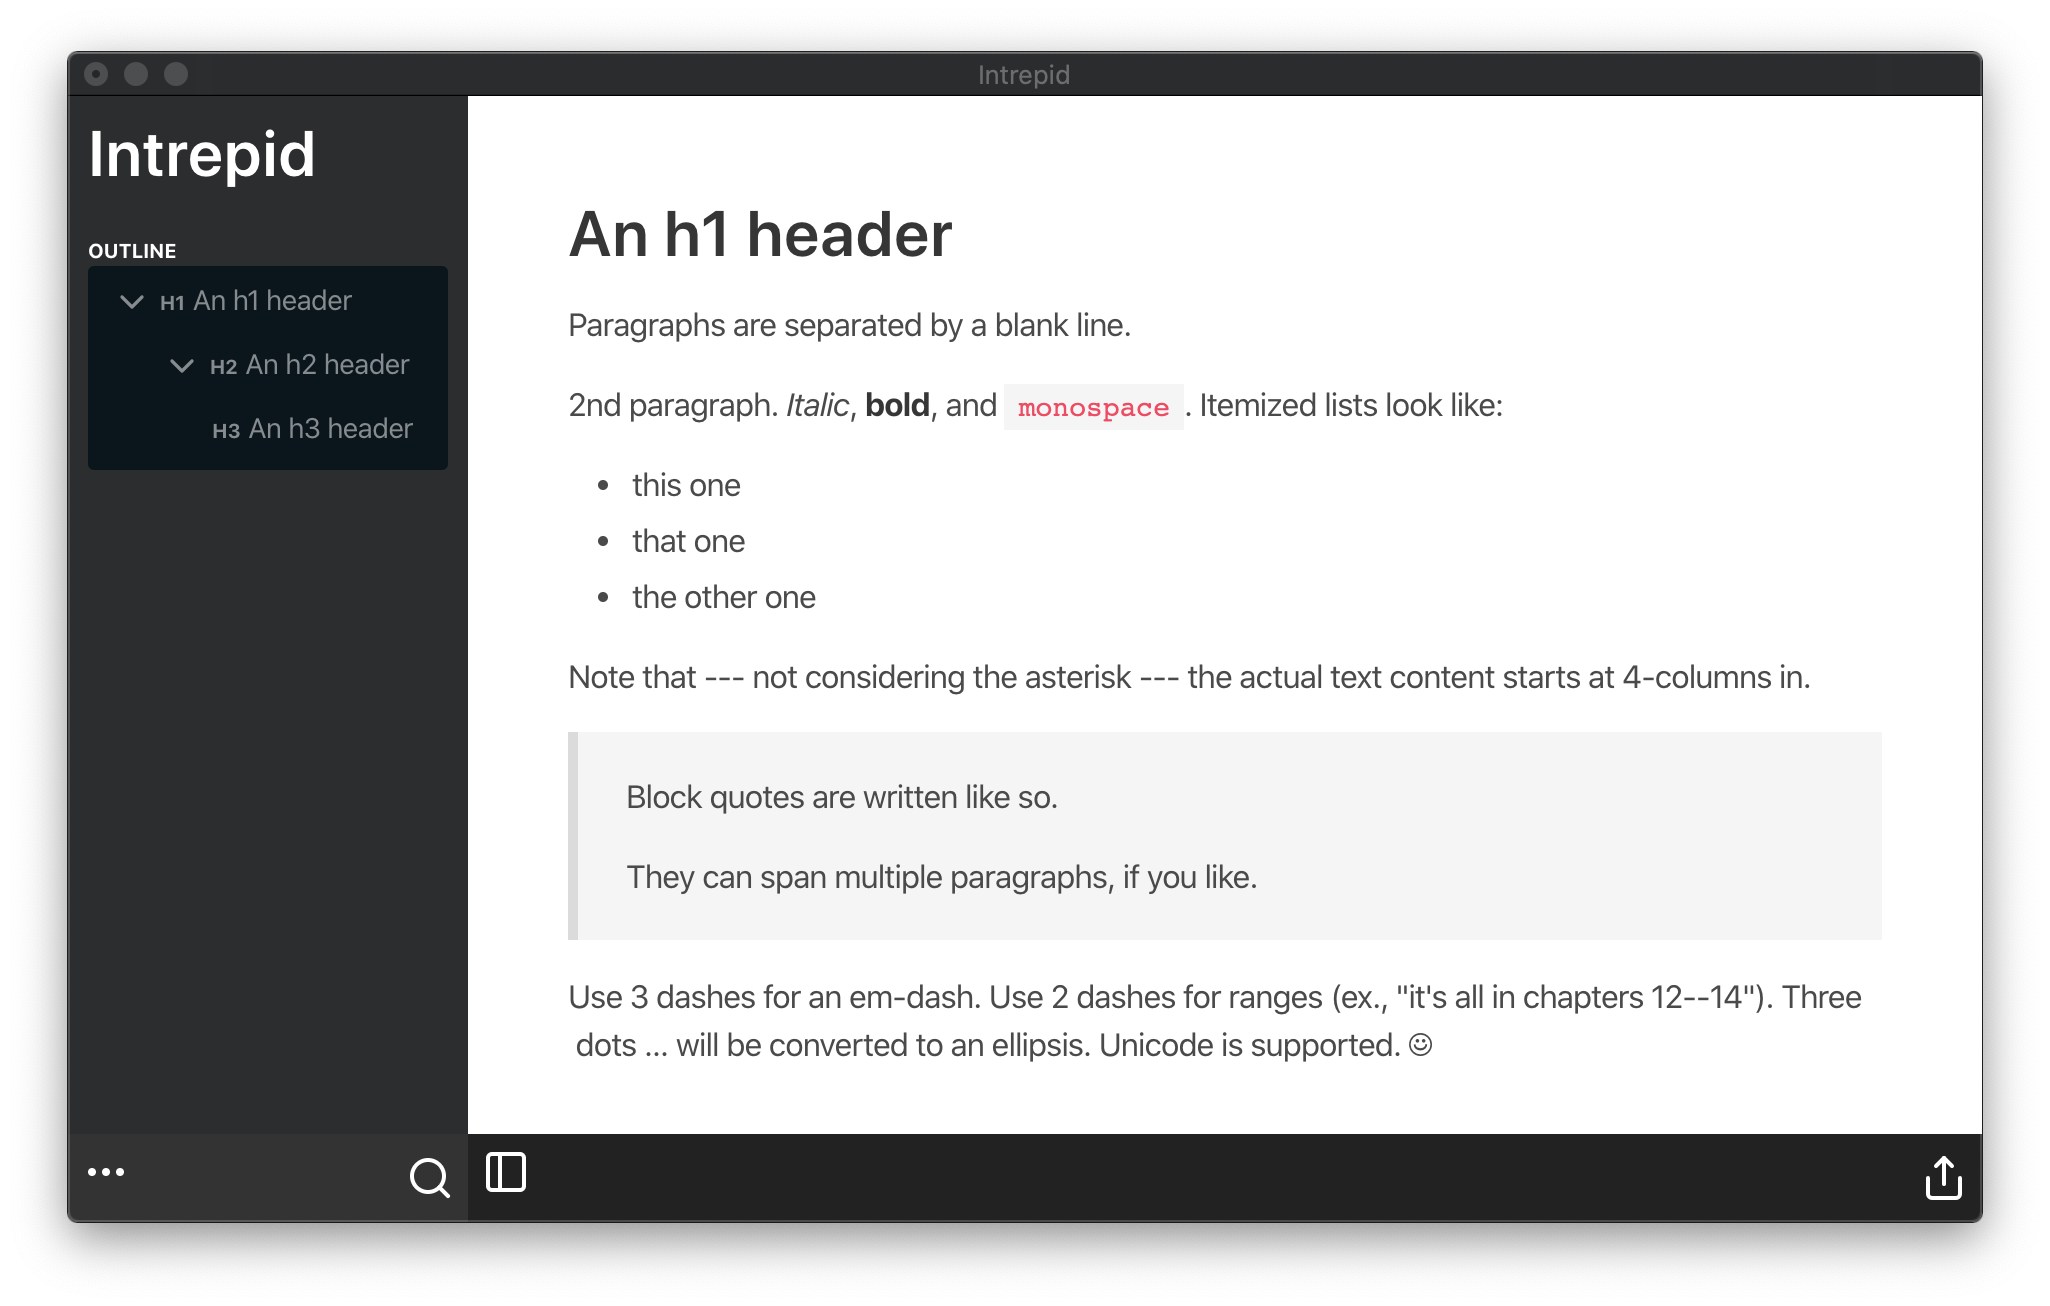 Intrepid
Intrepid
OUTLINE
H1 An h1 header
H2 An h2 header
H3 An h3 header
An h1 header
Paragraphs are separated by a blank line.
2nd paragraph. Italic, bold, and monospace . Itemized lists look like:
• this one
• that one
• the other one
Note that --- not considering the asterisk --- the actual text content starts at 4-columns in.
Block quotes are written like so.
They can span multiple paragraphs, if you like.
Use 3 dashes for an em-dash. Use 2 dashes for ranges (ex., "it's all in chapters 12--14"). Three
dots ... will be converted to an ellipsis. Unicode is supported. ☺